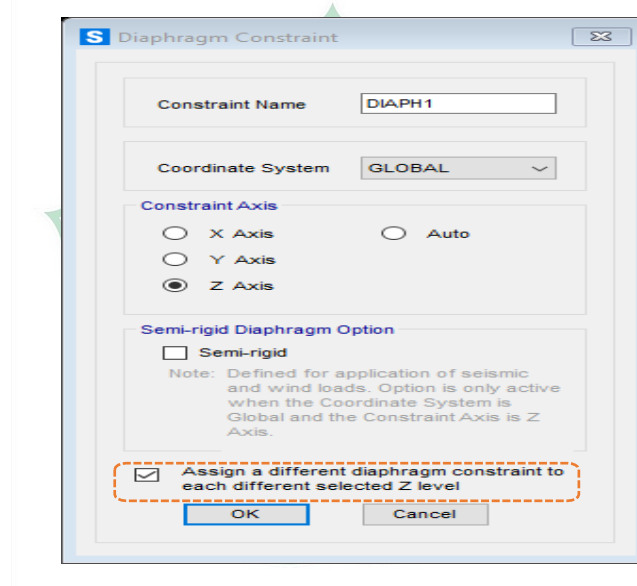 S Diaphragm Constraint
Constraint Name DIAPH1
Coordinate System GLOBAL
Constraint Axis
X Axis Auto
Y Axis
Z Axis
Semi-rigid Diaphragm Option
Semi-rigid
Note: Defined for application of seismic
and wind loads. Option is only active
when the Coordinate System is
Global and the Constraint Axis is Z
Axis.
Assign a different diaphragm constraint to
each different selected Z level
OK Cancel